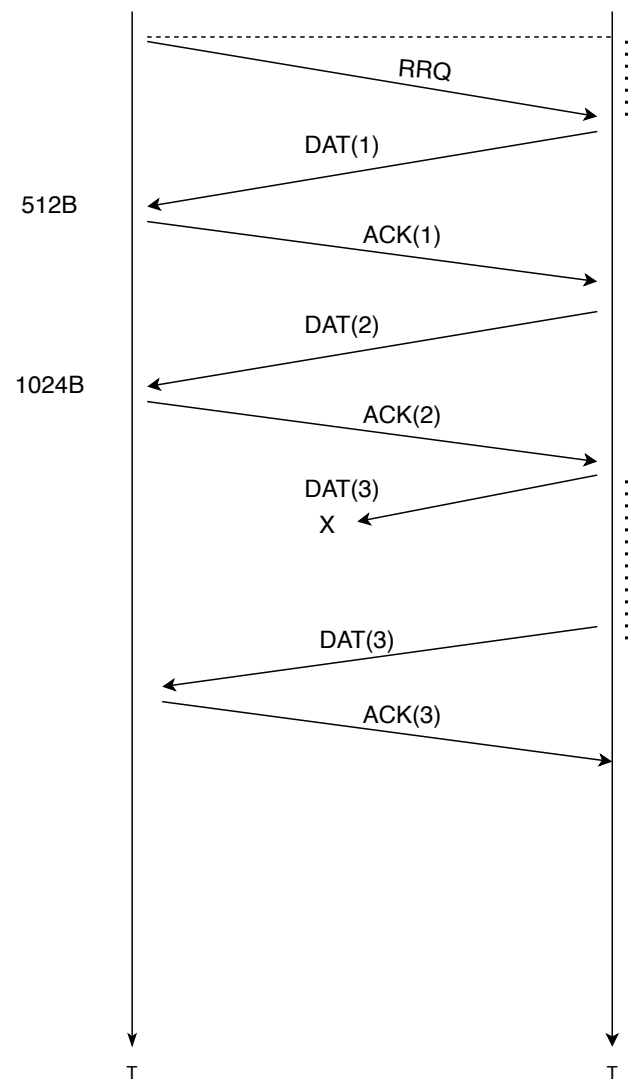 RRQ
DAT(1)
512B
ACK(1)
DAT(2)
1024B
ACK(2)
DAT(3)
X
DAT(3)
ACK(3)
T
T